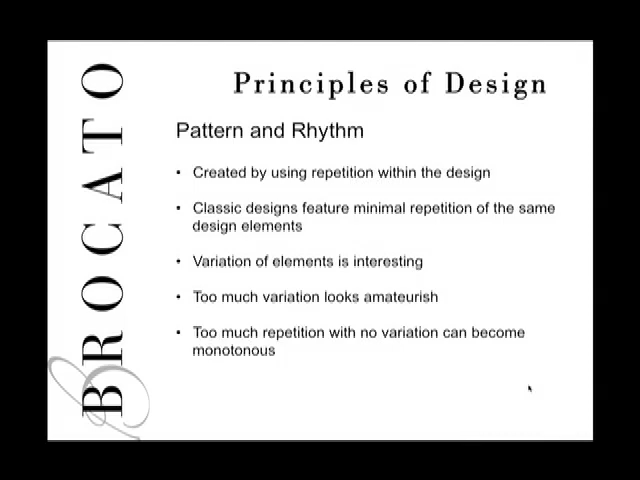 BROCATO
Principles of Design
Pattern and Rhythm
• Created by using repetition within the design
• Classic designs feature minimal repetition of the same
design elements
• Variation of elements is interesting
• Too much variation looks amateurish
• Too much repetition with no variation can become
monotonous